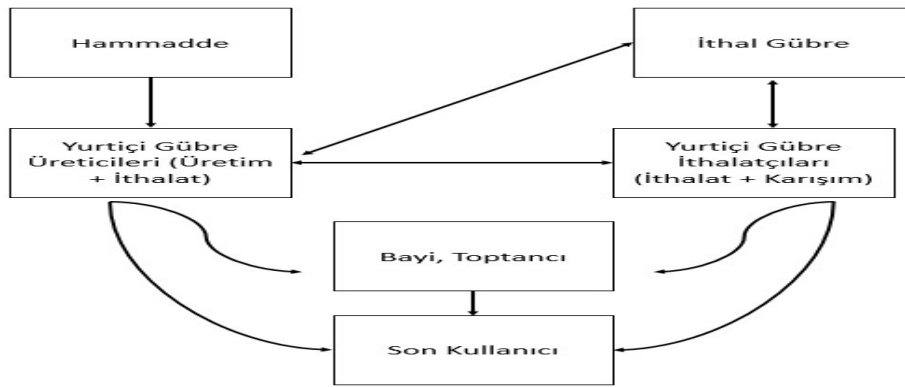 Hammadde
İthal Gübre
Yurtiçi Gübre
Üreticileri (Üretim
+ İthalat)
Yurtiçi Gübre
İthalatçıları
(İthalat + Karışım)
Bayi, Toptancı
Son Kullanıcı